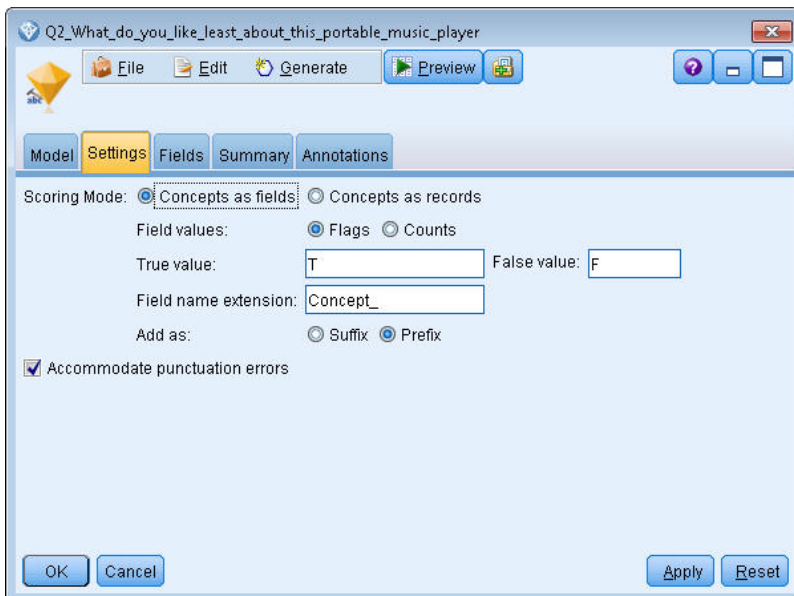 Q2_What_do_you_like_least_about_this_portable_music_player
File Edit Generate Preview
abc
Model Settings Fields Summary Annotations
Scoring Mode: Concepts as fields Concepts as records
Field values: Flags Counts
True value: T False value: F
Field name extension: Concept_
Add as: Suffix Prefix
Accommodate punctuation errors
OK Cancel Apply Reset